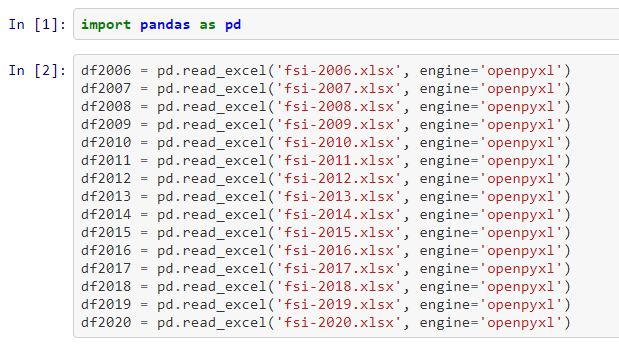 In [1]: import pandas as pd
In [2]: df2006 = pd.read_excel('fsi-2006.xlsx', engine='openpyxl')
df2007 = pd.read_excel('fsi-2007.xlsx', engine='openpyxl')
df2008 = pd.read_excel('fsi-2008.xlsx', engine='openpyxl')
df2009 = pd.read_excel('fsi-2009.xlsx', engine='openpyxl')
df2010 = pd.read_excel('fsi-2010.xlsx', engine='openpyxl')
df2011 = pd.read_excel('fsi-2011.xlsx', engine='openpyxl')
df2012 = pd.read_excel('fsi-2012.xlsx', engine='openpyxl')
df2013 = pd.read_excel('fsi-2013.xlsx', engine='openpyxl')
df2014 = pd.read_excel('fsi-2014.xlsx', engine='openpyxl')
df2015 = pd.read_excel('fsi-2015.xlsx', engine='openpyxl')
df2016 = pd.read_excel('fsi-2016.xlsx', engine='openpyxl')
df2017 = pd.read_excel('fsi-2017.xlsx', engine='openpyxl')
df2018 = pd.read_excel('fsi-2018.xlsx', engine='openpyxl')
df2019 = pd.read_excel('fsi-2019.xlsx', engine='openpyxl')
df2020 = pd.read_excel('fsi-2020.xlsx', engine='openpyxl')